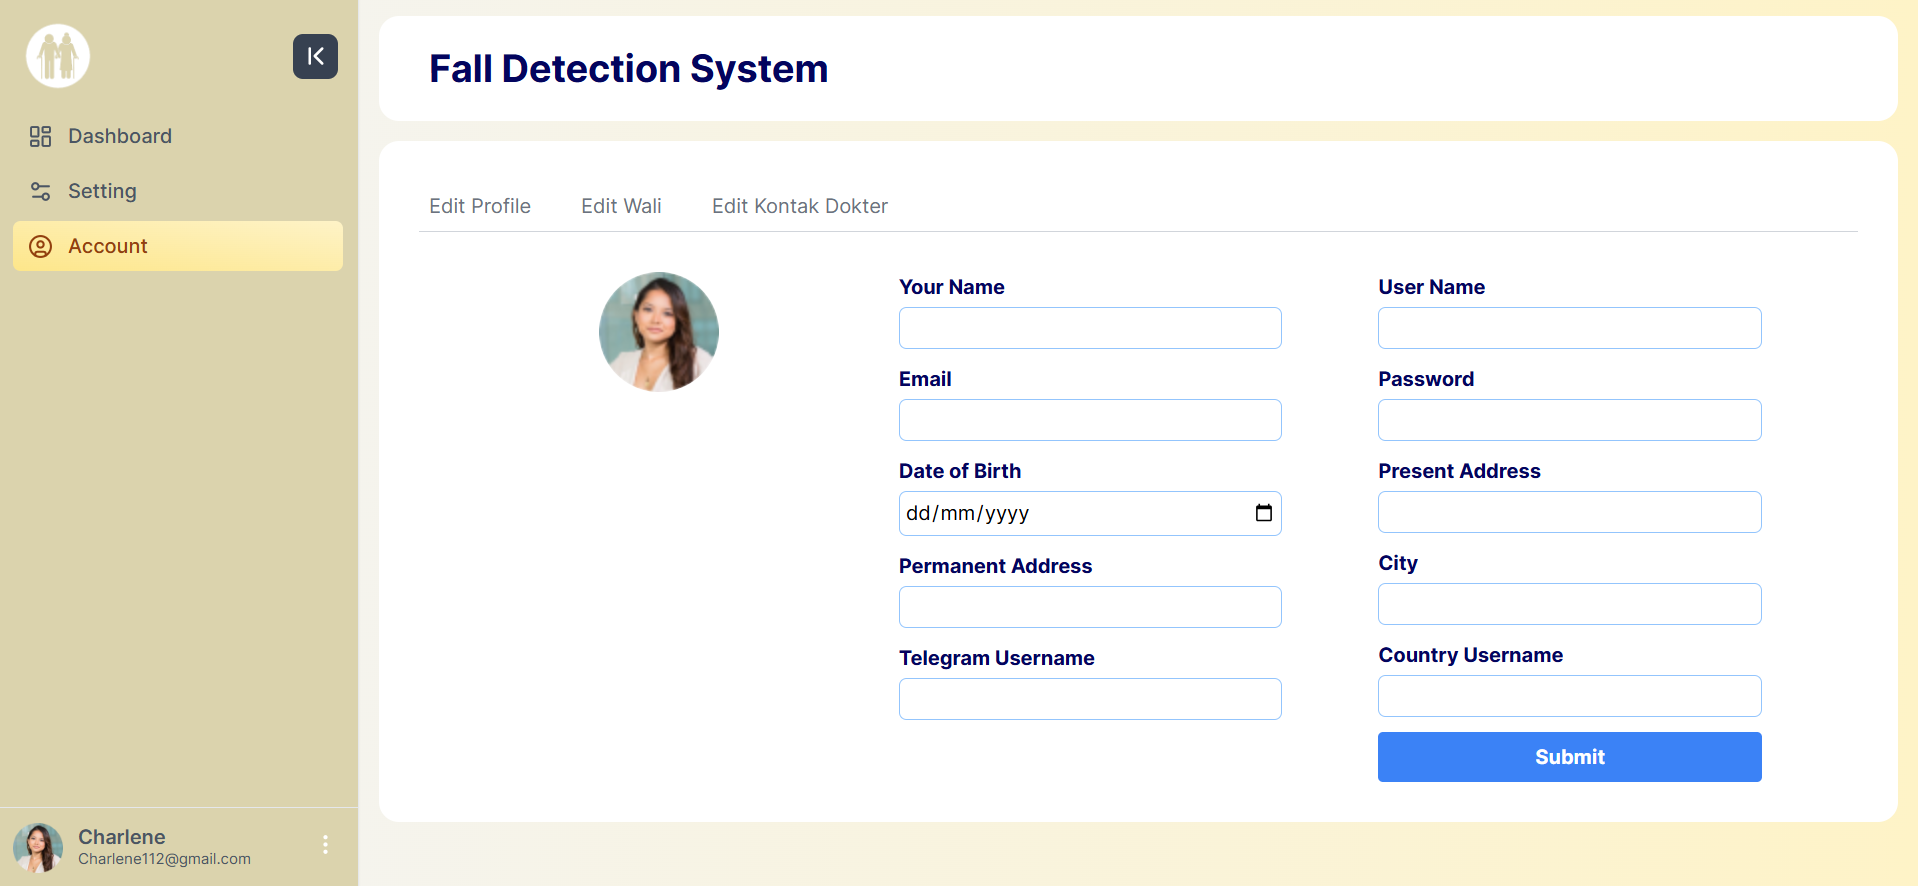 Dashboard
Setting
Account
Charlene
Charlene112@gmail.com
Fall Detection System
Edit Profile
Edit Wali
Edit Kontak Dokter
Your Name
User Name
Email
Password
Date of Birth
dd/mm/yyyy
Present Address
Permanent Address
City
Telegram Username
Country Username
Submit